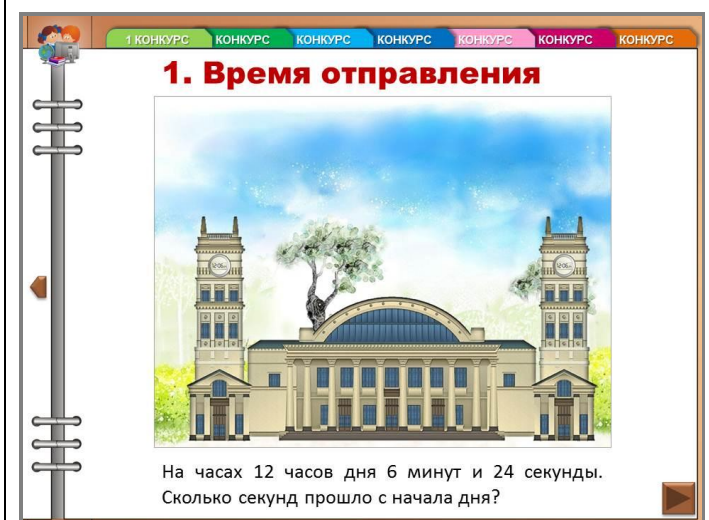 1 КОНКУРС КОНКУРС КОНКУРС КОНКУРС КОНКУРС КОНКУРС КОНКУРС
1. Время отправления
На часах 12 часов дня 6 минут и 24 секунды.
Сколько секунд прошло с начала дня?